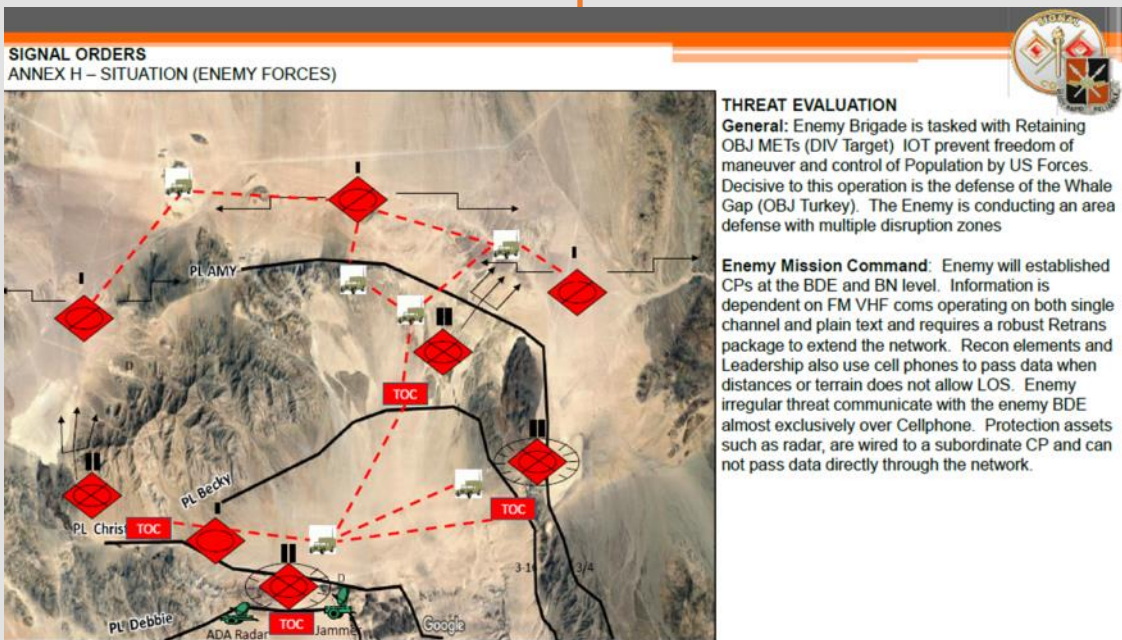 SIGNAL ORDERS
ANNEX H – SITUATION (ENEMY FORCES)
SIGNAL
THREAT EVALUATION
General: Enemy Brigade is tasked with Retaining
OBJ METs (DIV Target) IOT prevent freedom of
maneuver and control of Population by US Forces.
Decisive to this operation is the defense of the Whale
Gap (OBJ Turkey). The Enemy is conducting an area
defense with multiple disruption zones
Enemy Mission Command: Enemy will established
CPs at the BDE and BN level. Information is
dependent on FM VHF coms operating on both single
channel and plain text and requires a robust Retrans
package to extend the network. Recon elements and
Leadership also use cell phones to pass data when
distances or terrain does not allow LOS. Enemy
irregular threat communicate with the enemy BDE
almost exclusively over Cellphone. Protection assets
such as radar, are wired to a subordinate CP and can
not pass data directly through the network.
I
I
PL AMY
I
II
D
TOC
II
II
PL Becky
TOC
PL Christ
TOC
I
II
3/4
D
PL Debbie
ADA Radar
TOC
Jammer
Google